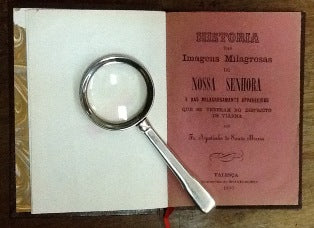 HISTORIA
DAS
Imagens Milagrosas
DE
NOSSA SENHORA
E DAS MILAGROSAMENTE APPARECIDAS
QUE SE VENERAM NO DISTRICTO
DE VIANNA
POR
Fr. Agostinho de Santa Maria
VALENÇA